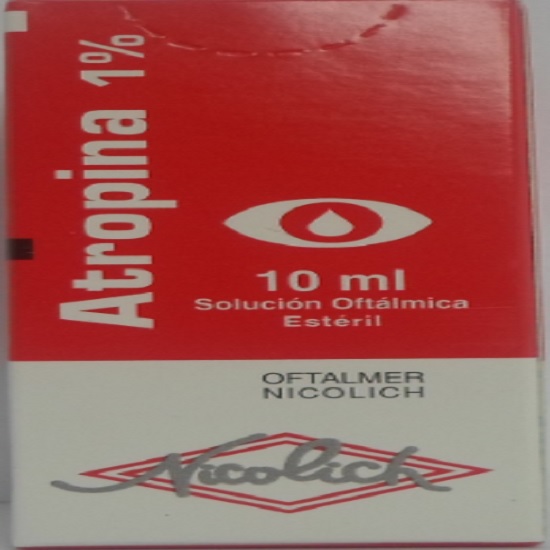 Atropina 1%
10 ml
Solución Oftálmica
Estéril
OFTALMER
NICOLICH
Nicolich